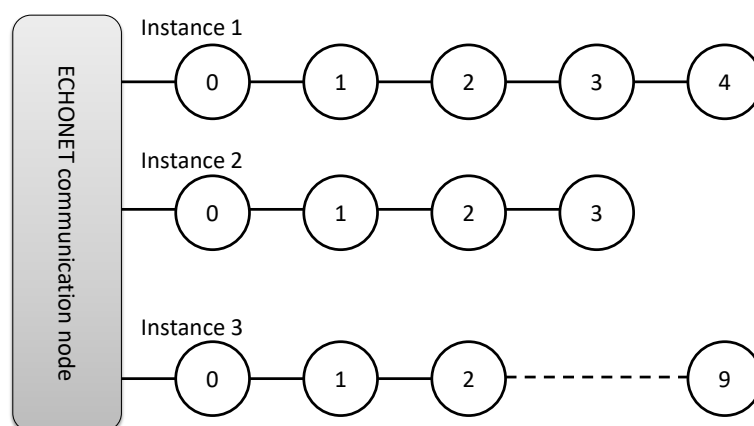 ECHONET communication node
Instance 1
0 1 2 3 4
Instance 2
0 1 2 3
Instance 3
0 1 2 9